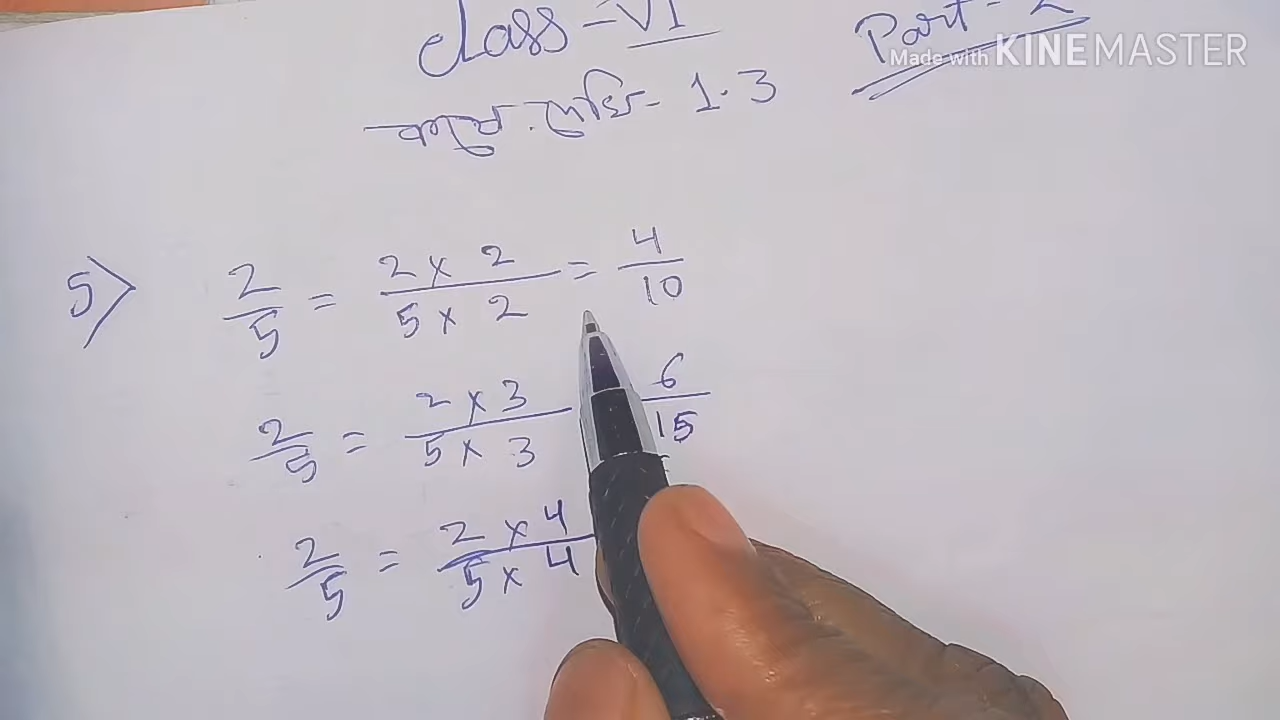 Class - VI
Part - 2
Made with KINEMASTER
কষে দেখি - 1.3
5> 2/5 = 2 x 2 / 5 x 2 = 4/10
2/5 = 2 x 3 / 5 x 3 6/15
2/5 = 2 x 4 / 5 x 4